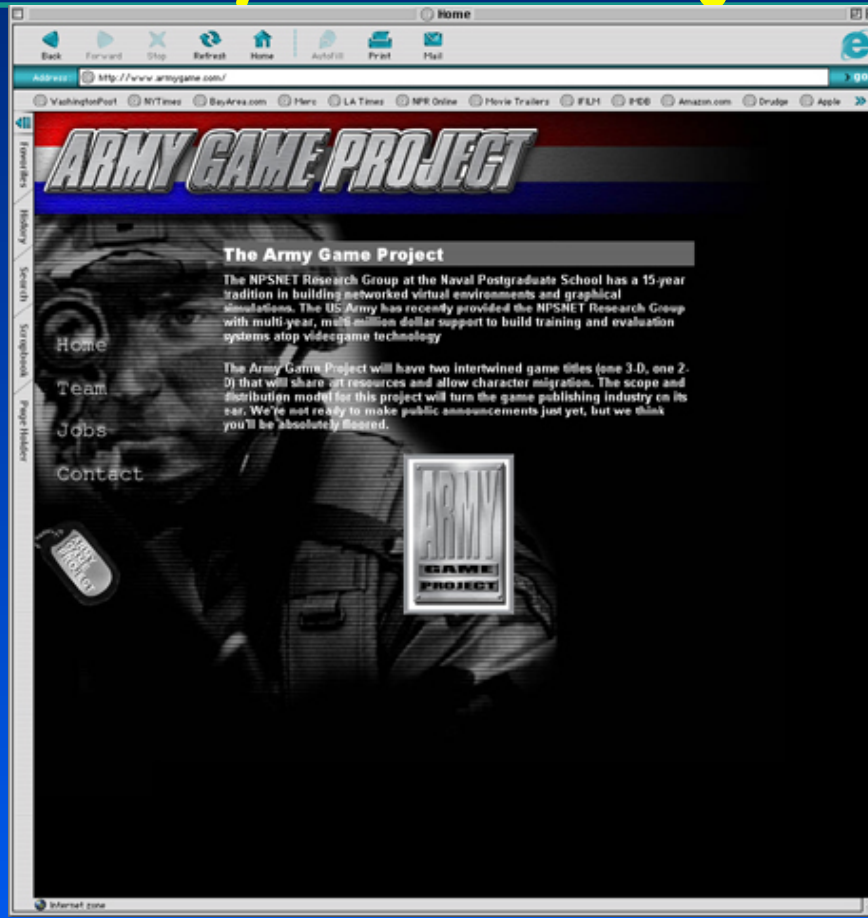 Home
Back Forward Stop Refresh Home AutoFill Print Mail
Address http://www.armygame.com/ go
WashingtonPost NYTimes BayArea.com Merc LA Times NPR Online Movie Trailers IFILM IMDB Amazon.com Drudge Apple
Favorites
History
Search
Scrapbook
Page Holder
ARMY GAME PROJECT
The Army Game Project
The NPSNET Research Group at the Naval Postgraduate School has a 15-year
tradition in building networked virtual environments and graphical
simulations. The US Army has recently provided the NPSNET Research Group
with multi-year, multi-million dollar support to build training and evaluation
systems atop videogame technology
The Army Game Project will have two intertwined game titles (one 3-D, one 2-
D) that will share art resources and allow character migration. The scope and
distribution model for this project will turn the game publishing industry on its
ear. We're not ready to make public announcements just yet, but we think
you'll be absolutely floored.
Home
Team
Jobs
Contact
ARMY
GAME
PROJECT
ARMY
GAME
PROJECT
Internet zone